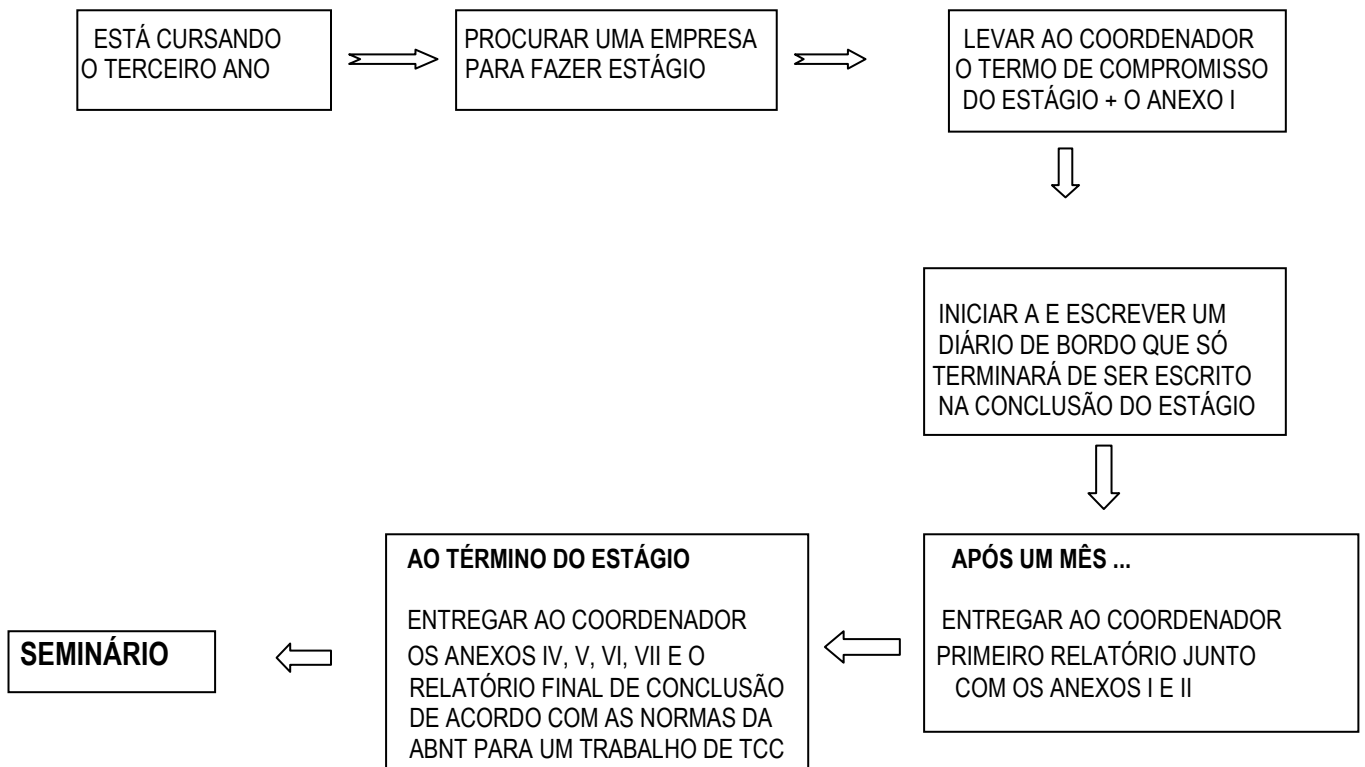 ESTÁ CURSANDO
O TERCEIRO ANO
PROCURAR UMA EMPRESA
PARA FAZER ESTÁGIO
LEVAR AO COORDENADOR
O TERMO DE COMPROMISSO
DO ESTÁGIO + O ANEXO I
INICIAR A E ESCREVER UM
DIÁRIO DE BORDO QUE SÓ
TERMINARÁ DE SER ESCRITO
NA CONCLUSÃO DO ESTÁGIO
APÓS UM MÊS ...
ENTREGAR AO COORDENADOR
PRIMEIRO RELATÓRIO JUNTO
COM OS ANEXOS I E II
AO TÉRMINO DO ESTÁGIO
ENTREGAR AO COORDENADOR
OS ANEXOS IV, V, VI, VII E O
RELATÓRIO FINAL DE CONCLUSÃO
DE ACORDO COM AS NORMAS DA
ABNT PARA UM TRABALHO DE TCC
SEMINÁRIO